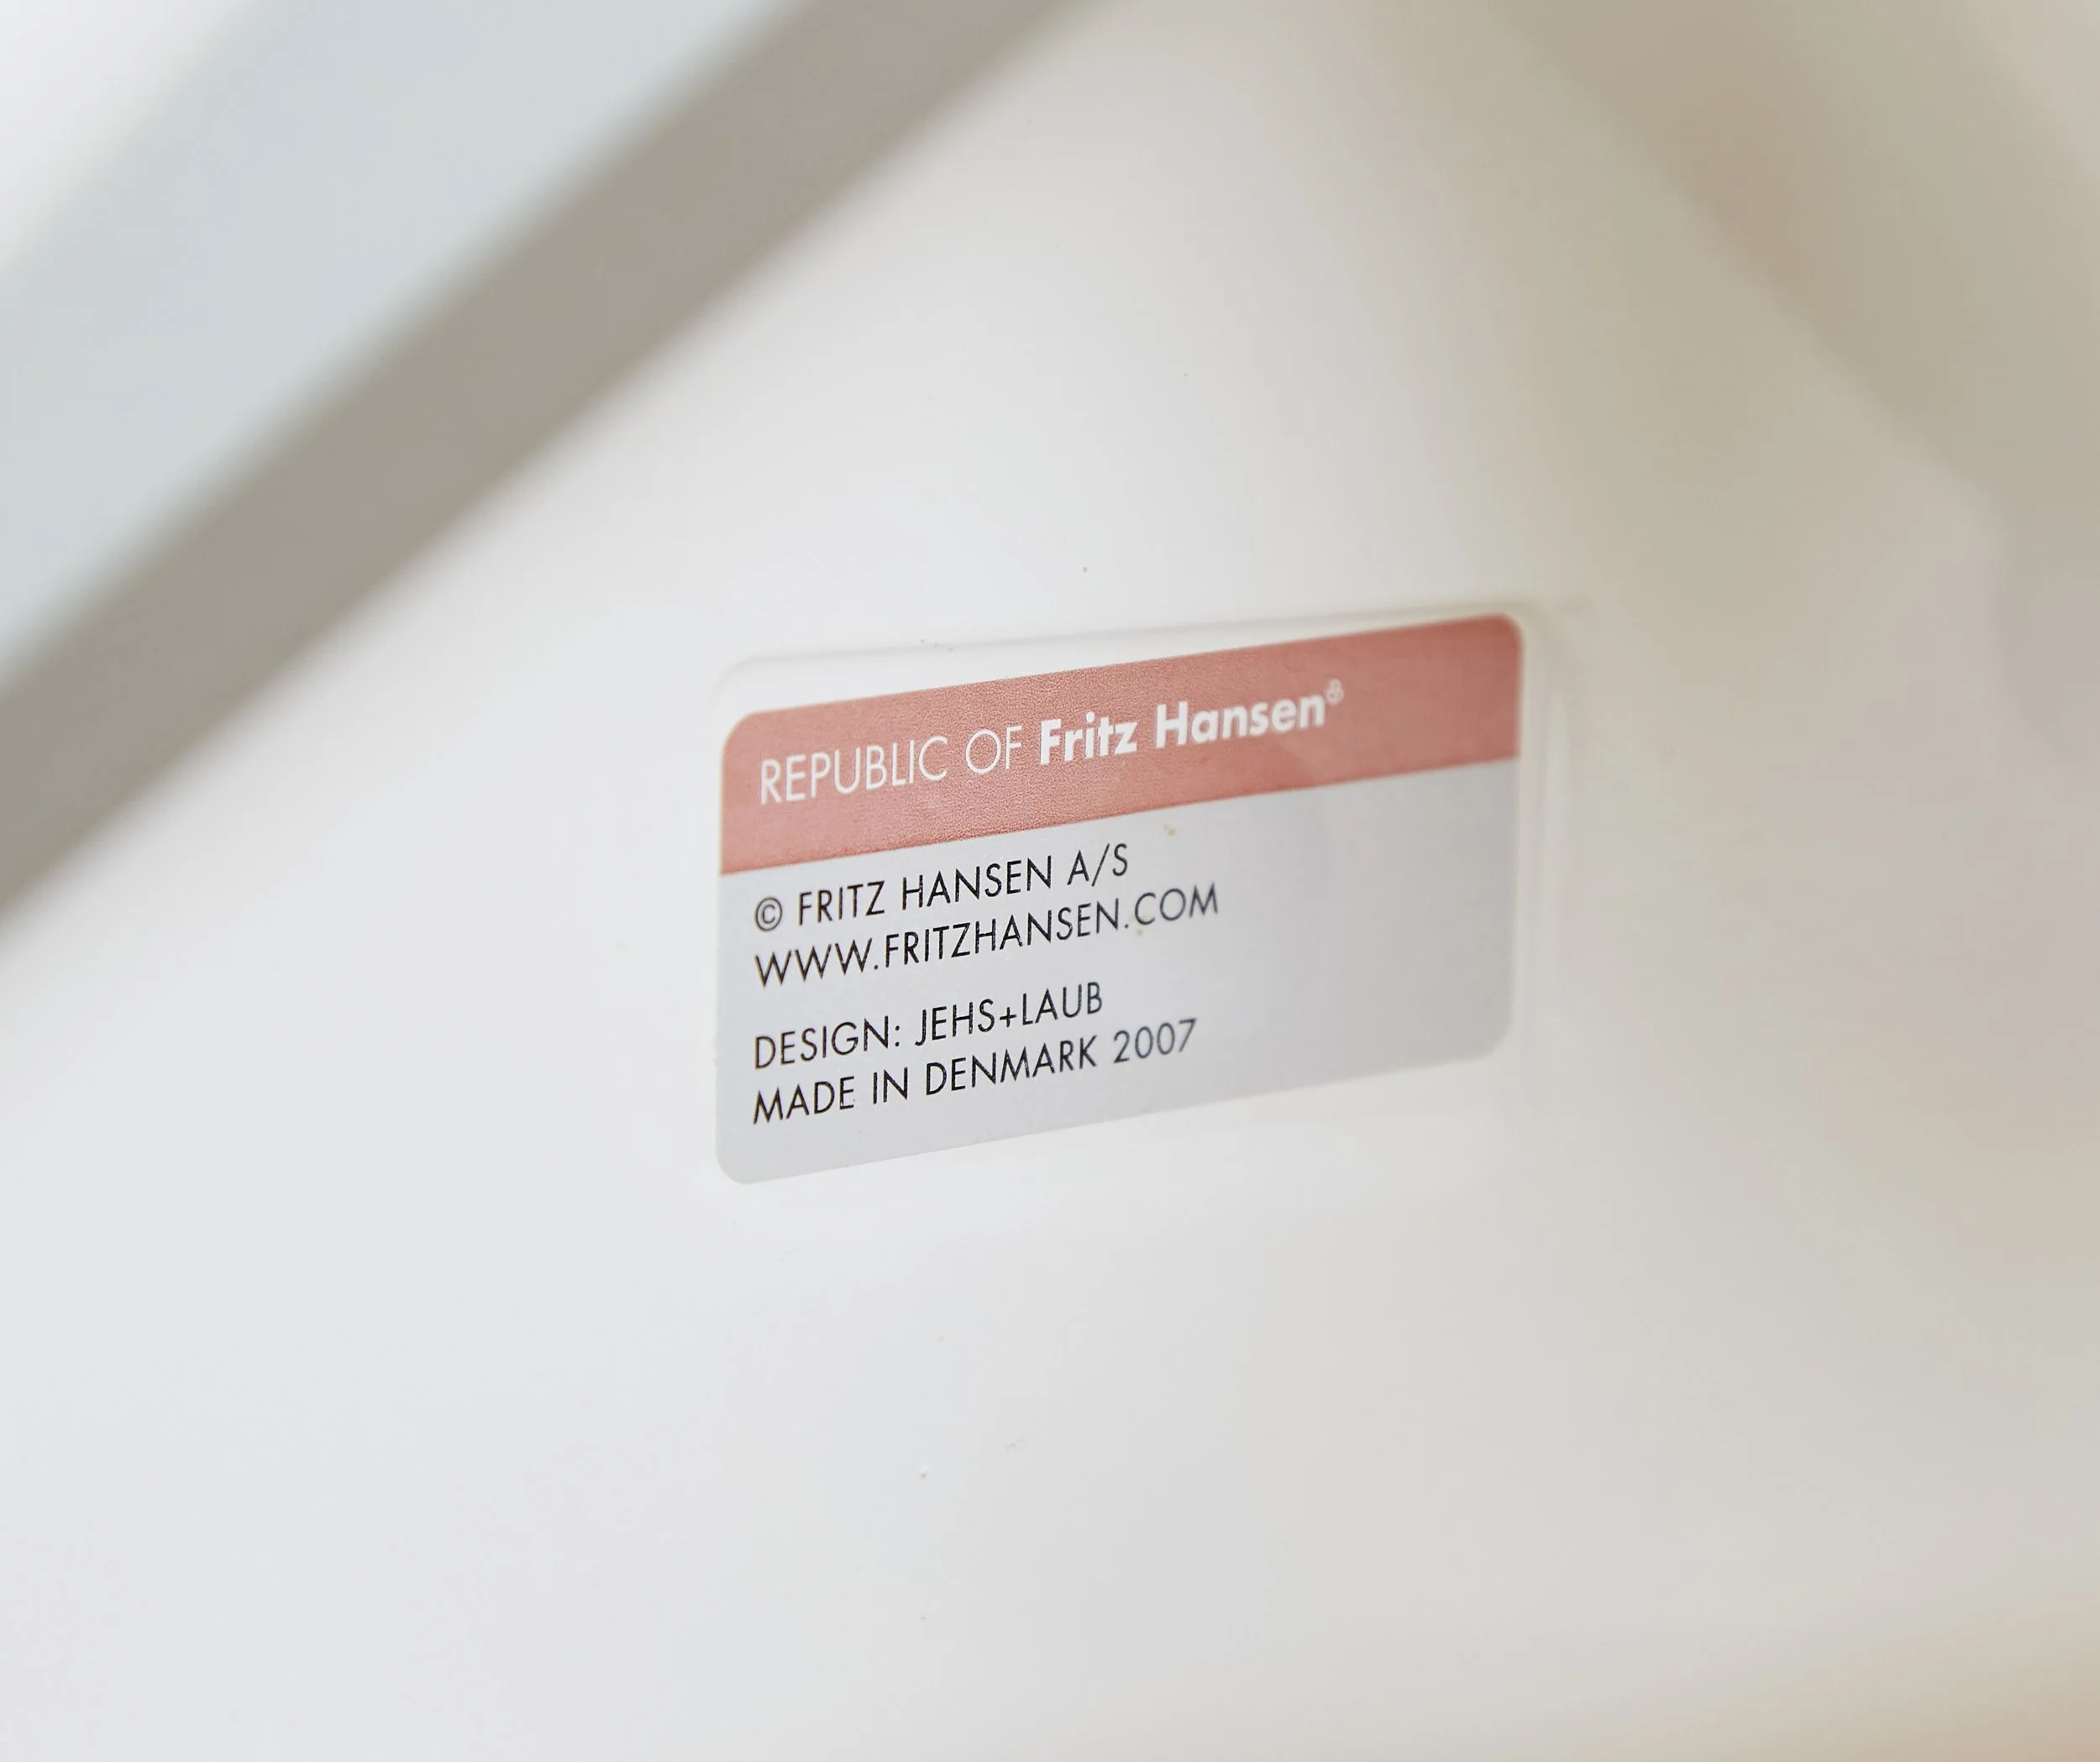 REPUBLIC OF Fritz Hansen®
© FRITZ HANSEN A/S
WWW.FRITZHANSEN.COM
DESIGN: JEHS+LAUB
MADE IN DENMARK 2007